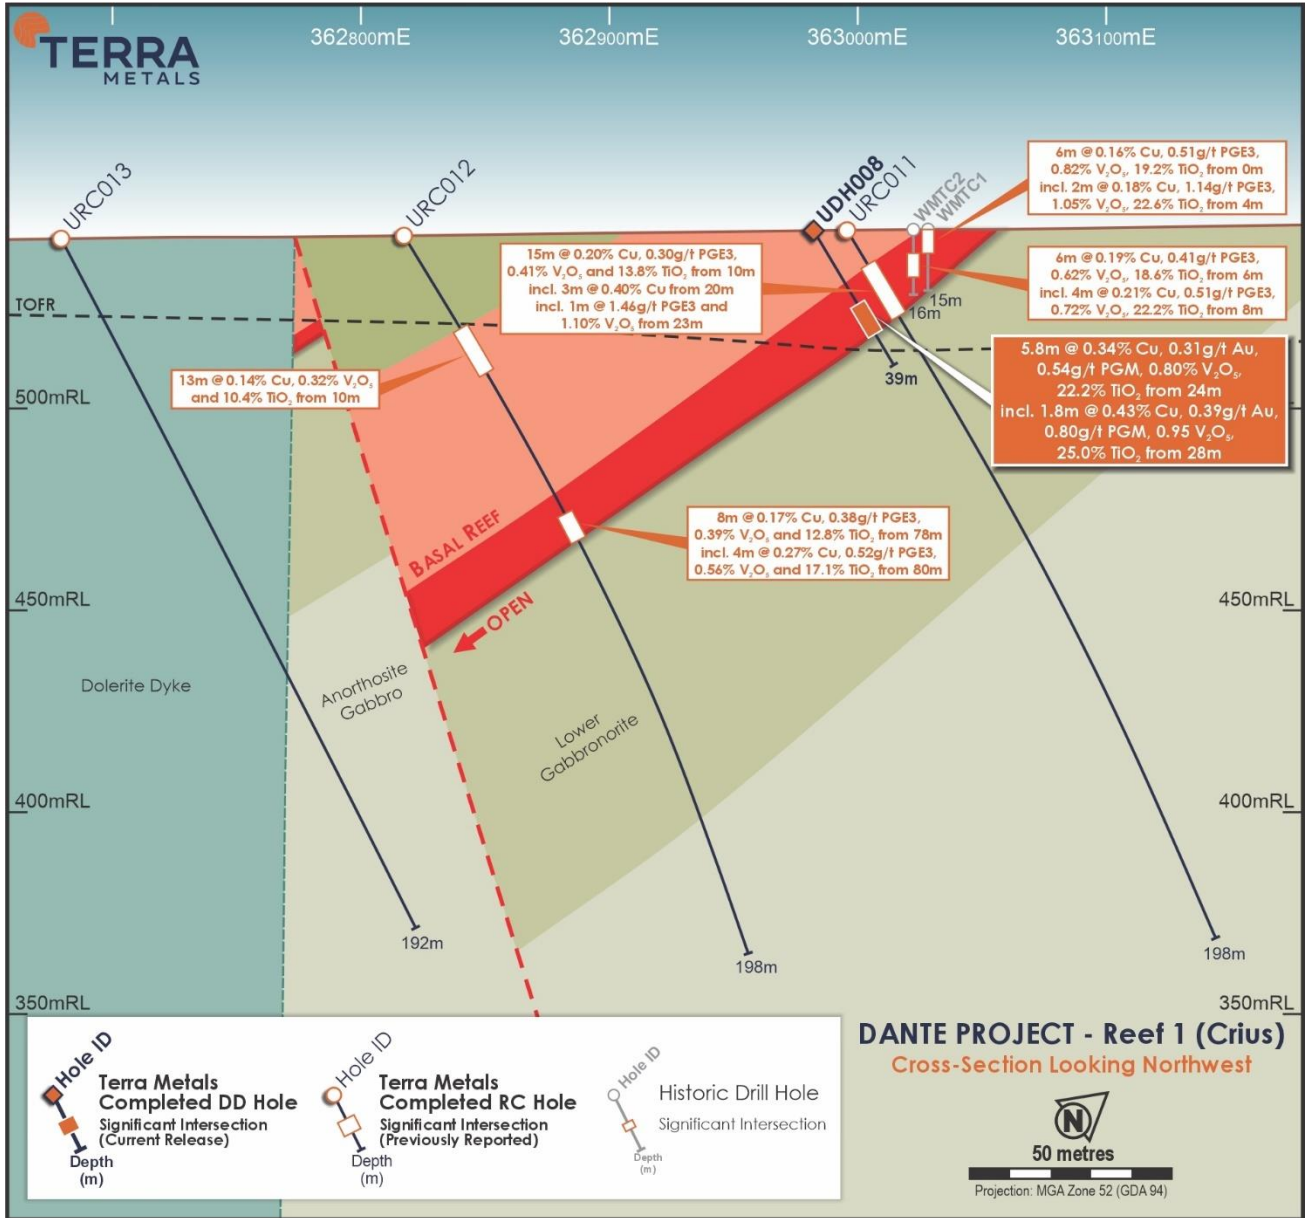 TERRA
METALS
362800mE
362900mE
363000mE
363100mE
URC013
URC012
UDH008
URC011
WMTC2
WMTC1
6m @ 0.16% Cu, 0.51g/t PGE3,
0.82% V₂O₅, 19.2% TiO₂ from 0m
incl. 2m @ 0.18% Cu, 1.14g/t PGE3,
1.05% V₂O₅, 22.6% TiO₂ from 4m
15m @ 0.20% Cu, 0.30g/t PGE3,
0.41% V₂O₅ and 13.8% TiO₂ from 10m
incl. 3m @ 0.40% Cu from 20m
incl. 1m @ 1.46g/t PGE3 and
1.10% V₂O₅ from 23m
6m @ 0.19% Cu, 0.41g/t PGE3,
0.62% V₂O₅, 18.6% TiO₂ from 6m
incl. 4m @ 0.21% Cu, 0.51g/t PGE3,
0.72% V₂O₅, 22.2% TiO₂ from 8m
15m
16m
TOFR
39m
5.8m @ 0.34% Cu, 0.31g/t Au,
0.54g/t PGM, 0.80% V₂O₅,
22.2% TiO₂ from 24m
incl. 1.8m @ 0.43% Cu, 0.39g/t Au,
0.80g/t PGM, 0.95 V₂O₅,
25.0% TiO₂ from 28m
13m @ 0.14% Cu, 0.32% V₂O₅
and 10.4% TiO₂ from 10m
500mRL
8m @ 0.17% Cu, 0.38g/t PGE3,
0.39% V₂O₅ and 12.8% TiO₂ from 78m
incl. 4m @ 0.27% Cu, 0.52g/t PGE3,
0.56% V₂O₅ and 17.1% TiO₂ from 80m
BASAL REEF
OPEN
450mRL
450mRL
Dolerite Dyke
Anorthosite
Gabbro
Lower
Gabbronorite
400mRL
400mRL
192m
198m
198m
350mRL
350mRL
Hole ID
Terra Metals
Completed DD Hole
Significant Intersection
(Current Release)
Depth
(m)
Hole ID
Terra Metals
Completed RC Hole
Significant Intersection
(Previously Reported)
Depth
(m)
Hole ID
Historic Drill Hole
Significant Intersection
Depth
(m)
DANTE PROJECT - Reef 1 (Crius)
Cross-Section Looking Northwest
N
50 metres
Projection: MGA Zone 52 (GDA 94)